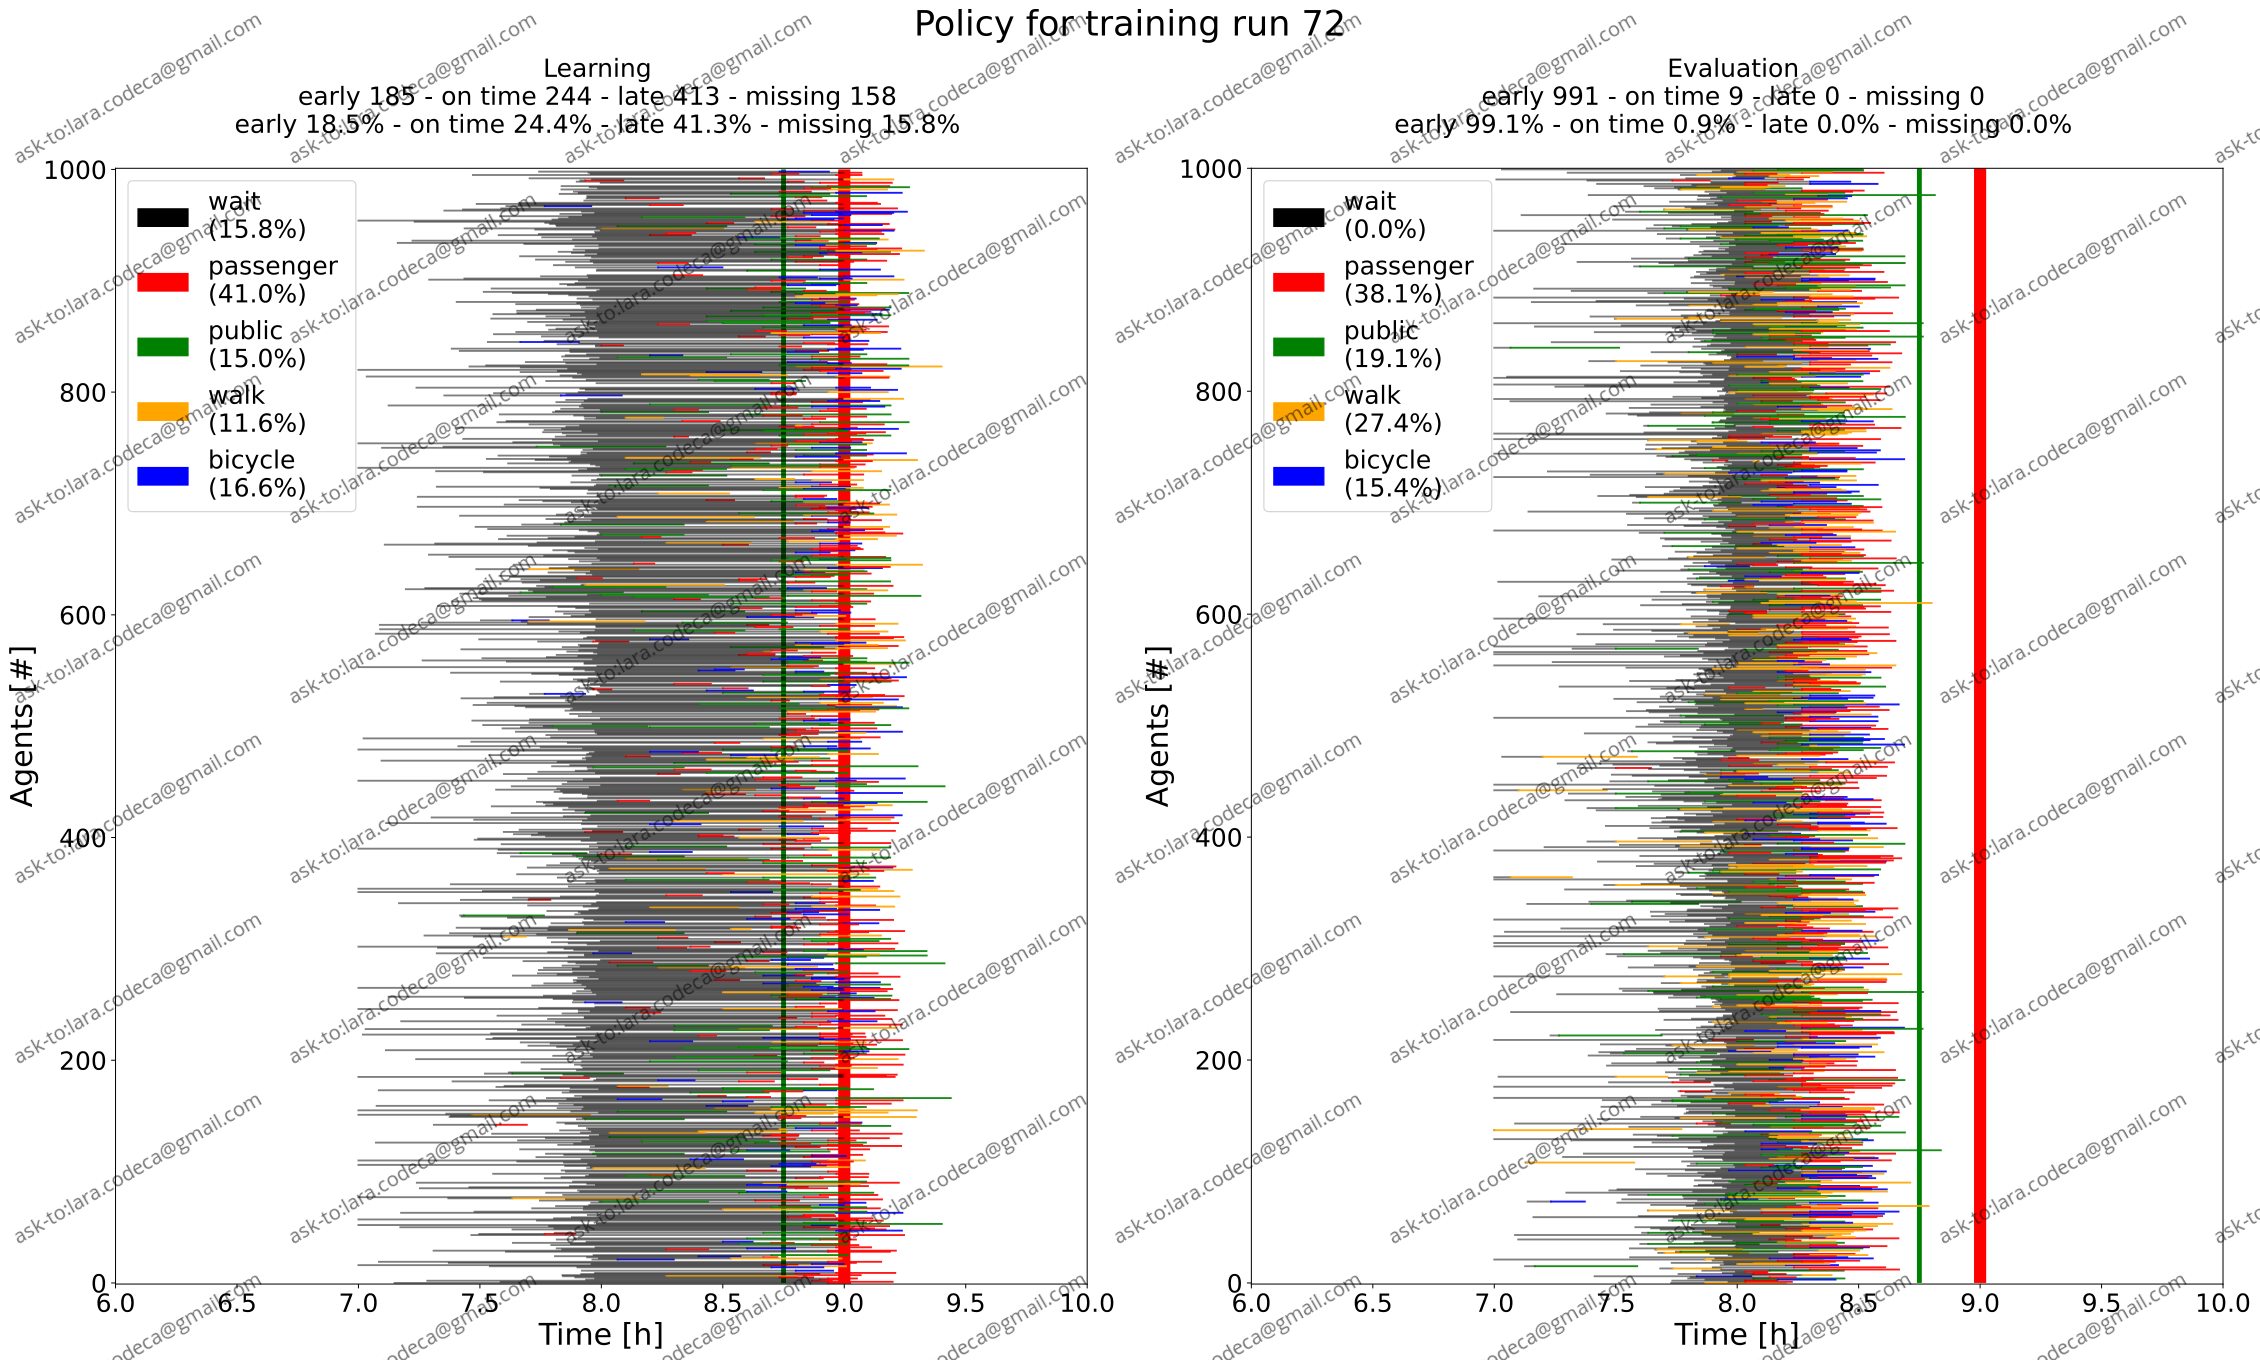 Policy for training run 72
Learning
early 185 - on time 244 - late 413 - missing 158
early 18.5% - on time 24.4% - late 41.3% - missing 15.8%
1000
800
600
400
200
0
Agents [#]
wait
(15.8%)
passenger
(41.0%)
public
(15.0%)
walk
(11.6%)
bicycle
(16.6%)
6.0 6.5 7.0 7.5 8.0 8.5 9.0 9.5 10.0
Time [h]
Evaluation
early 991 - on time 9 - late 0 - missing 0
early 99.1% - on time 0.9% - late 0.0% - missing 0.0%
1000
800
600
400
200
0
Agents [#]
wait
(0.0%)
passenger
(38.1%)
public
(19.1%)
walk
(27.4%)
bicycle
(15.4%)
6.0 6.5 7.0 7.5 8.0 8.5 9.0 9.5 10.0
Time [h]
ask-to:lara.codeca@gmail.com